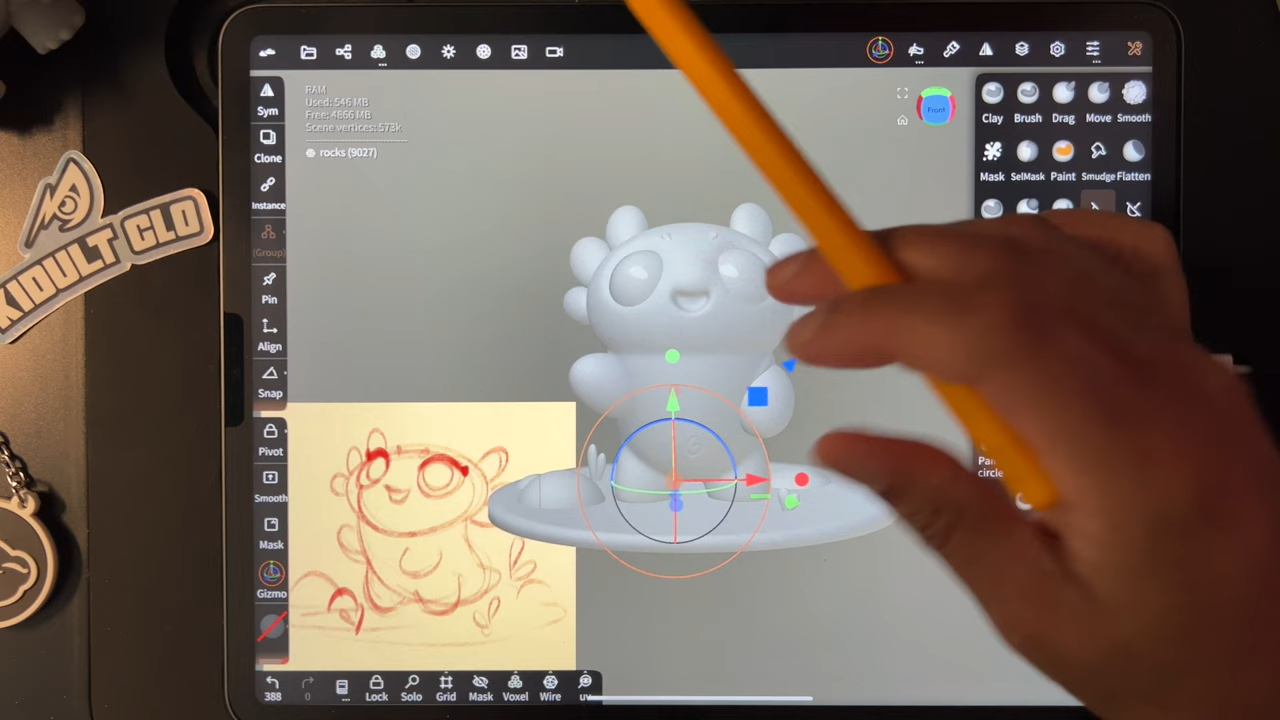 KIDULT CLO
RAM
Used: 546 MB
Free: 4866 MB
Scene vertices: 573k
rocks (9027)
Sym
Clone
Instance
(Group)
Pin
Align
Snap
Pivot
Smooth
Mask
Gizmo
388
0
Lock
Solo
Grid
Mask
Voxel
Wire
uv
Front
Clay Brush Drag Move Smooth
Mask SelMask Paint Smudge Flatten
circle